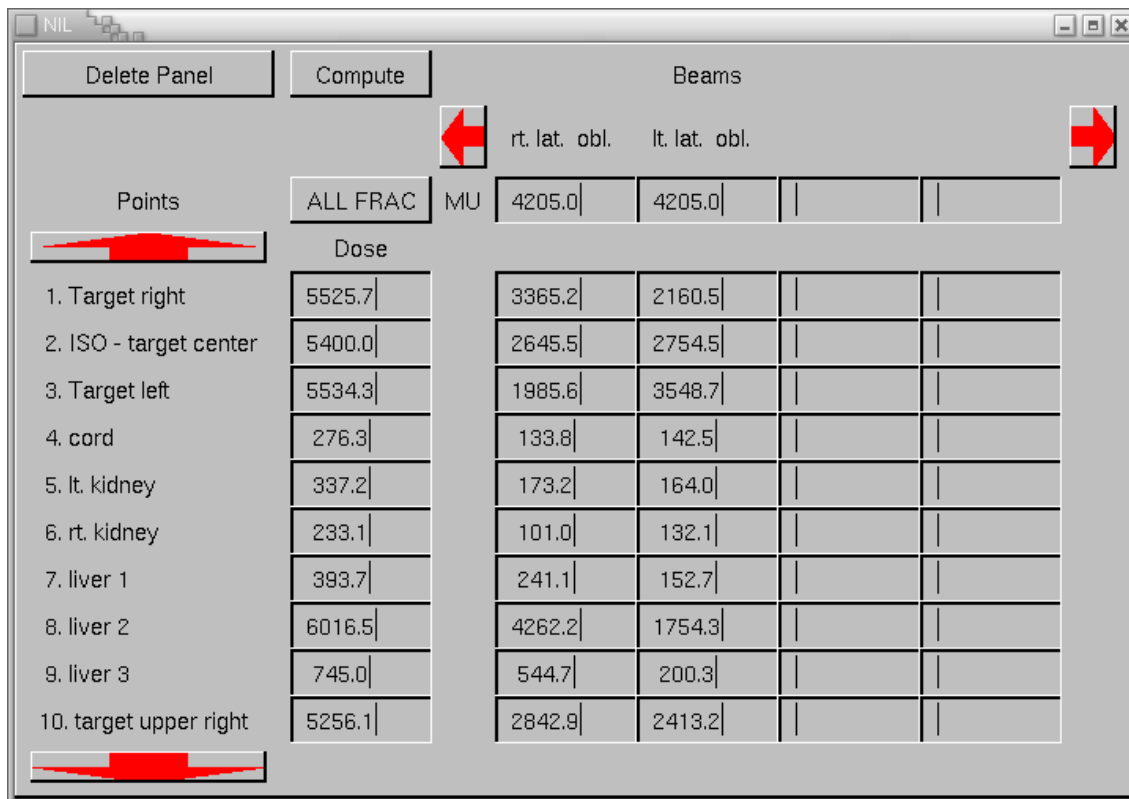 NIL
Delete Panel Compute Beams
rt. lat. obl. lt. lat. obl.
Points ALL FRAC MU 4205.0 4205.0
Dose
1. Target right 5525.7 3365.2 2160.5
2. ISO - target center 5400.0 2645.5 2754.5
3. Target left 5534.3 1985.6 3548.7
4. cord 276.3 133.8 142.5
5. lt. kidney 337.2 173.2 164.0
6. rt. kidney 233.1 101.0 132.1
7. liver 1 393.7 241.1 152.7
8. liver 2 6016.5 4262.2 1754.3
9. liver 3 745.0 544.7 200.3
10. target upper right 5256.1 2842.9 2413.2